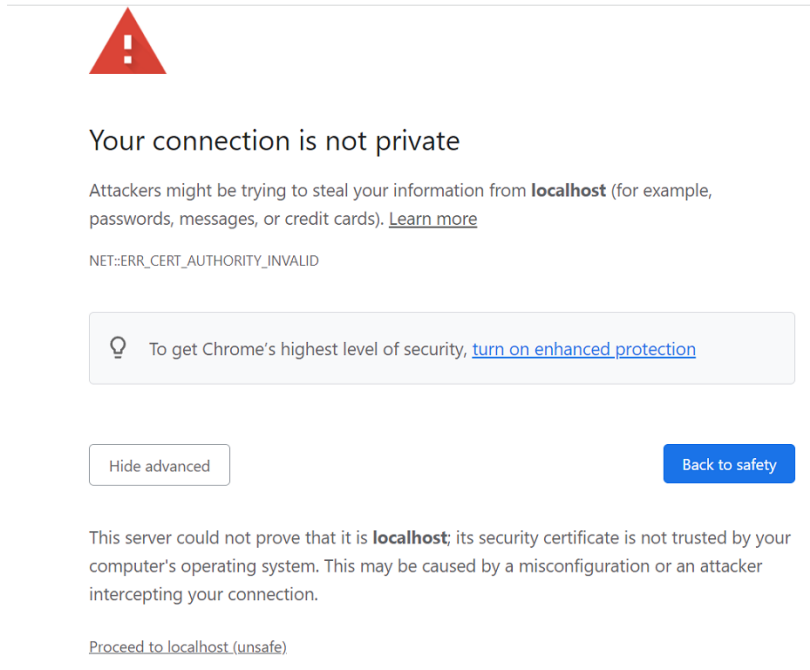 Your connection is not private
Attackers might be trying to steal your information from localhost (for example,
passwords, messages, or credit cards). Learn more
NET::ERR_CERT_AUTHORITY_INVALID
To get Chrome's highest level of security, turn on enhanced protection
Hide advanced
Back to safety
This server could not prove that it is localhost; its security certificate is not trusted by your
computer's operating system. This may be caused by a misconfiguration or an attacker
intercepting your connection.
Proceed to localhost (unsafe)